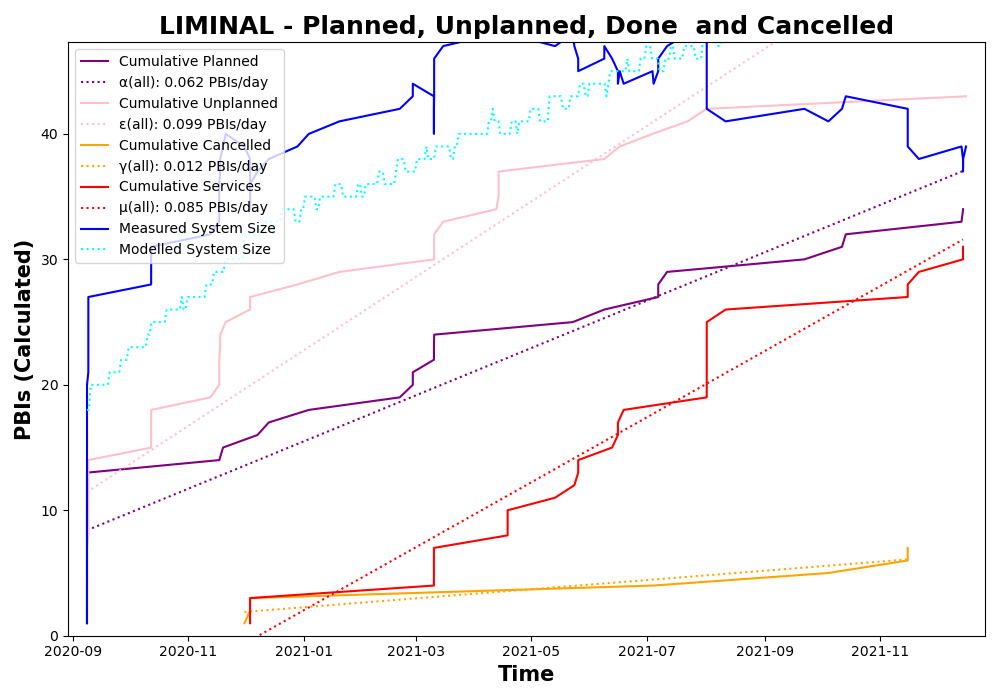 LIMINAL - Planned, Unplanned, Done  and Cancelled
Cumulative Planned
α(all): 0.062 PBIs/day
Cumulative Unplanned
ε(all): 0.099 PBIs/day
Cumulative Cancelled
γ(all): 0.012 PBIs/day
Cumulative Services
μ(all): 0.085 PBIs/day
Measured System Size
Modelled System Size
PBIs (Calculated)
40
30
20
10
0
2020-09 2020-11 2021-01 2021-03 2021-05 2021-07 2021-09 2021-11
Time